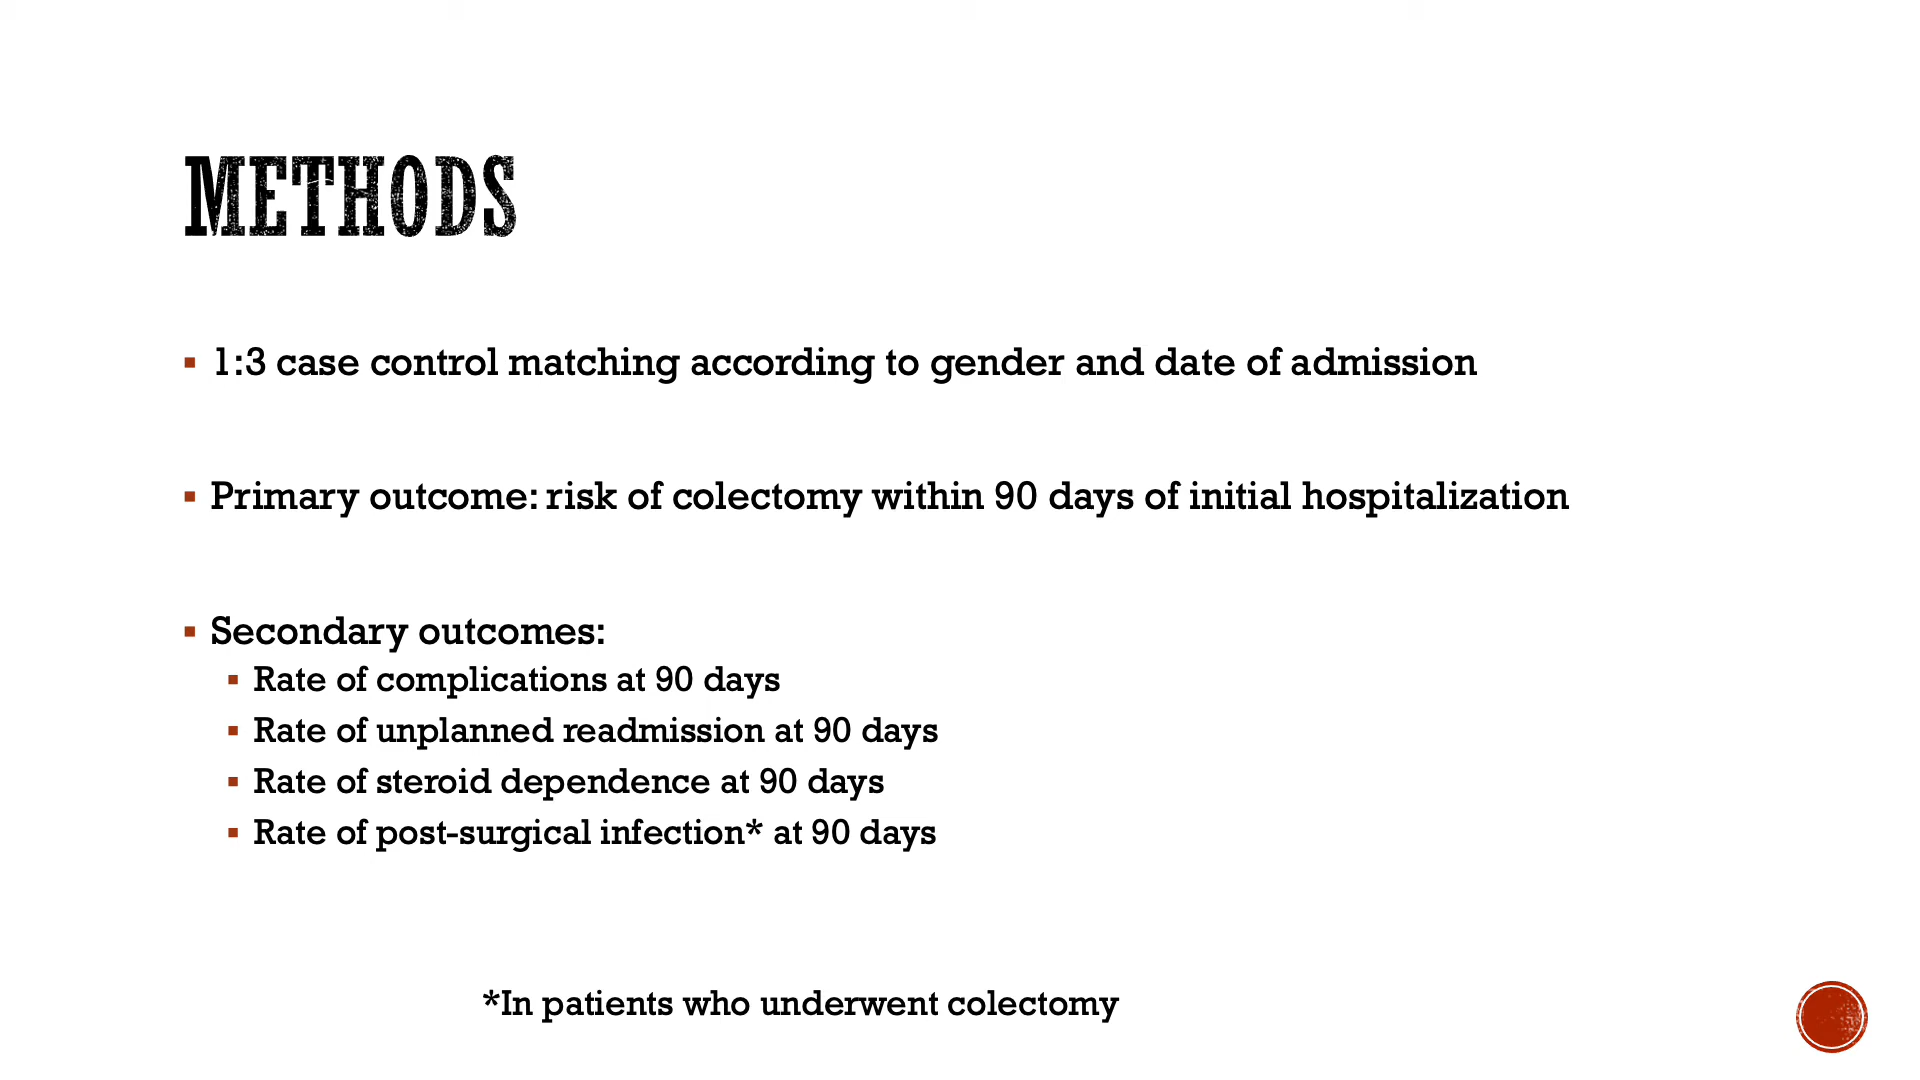 METHODS
▪ 1:3 case control matching according to gender and date of admission
▪ Primary outcome: risk of colectomy within 90 days of initial hospitalization
▪ Secondary outcomes:
▪ Rate of complications at 90 days
▪ Rate of unplanned readmission at 90 days
▪ Rate of steroid dependence at 90 days
▪ Rate of post-surgical infection* at 90 days
*In patients who underwent colectomy